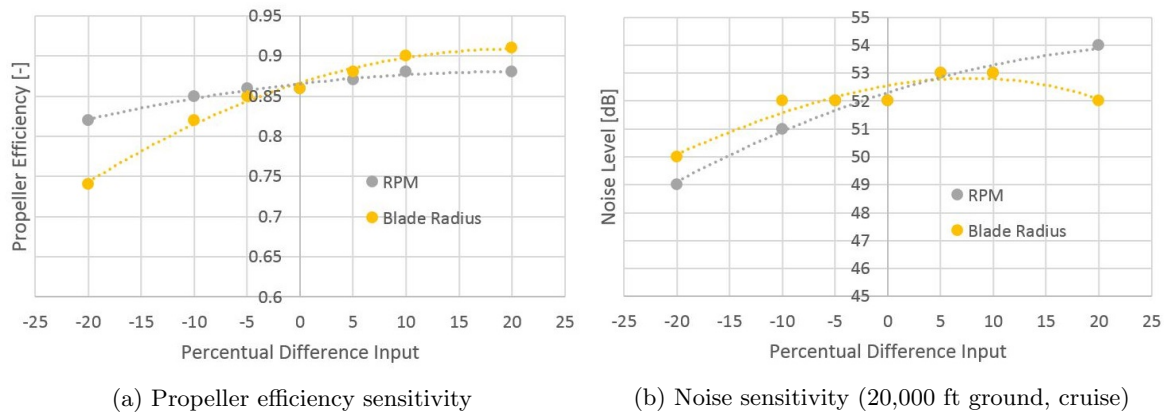 0.95
0.9
0.85
0.8
0.75
0.7
0.65
0.6
Propeller Efficiency [-]
RPM
Blade Radius
-25 -20 -15 -10 -5 0 5 10 15 20 25
Percentual Difference Input
(a) Propeller efficiency sensitivity
55
54
53
52
51
50
49
48
47
46
45
Noise Level [dB]
RPM
Blade Radius
-25 -20 -15 -10 -5 0 5 10 15 20 25
Percentual Difference Input
(b) Noise sensitivity (20,000 ft ground, cruise)